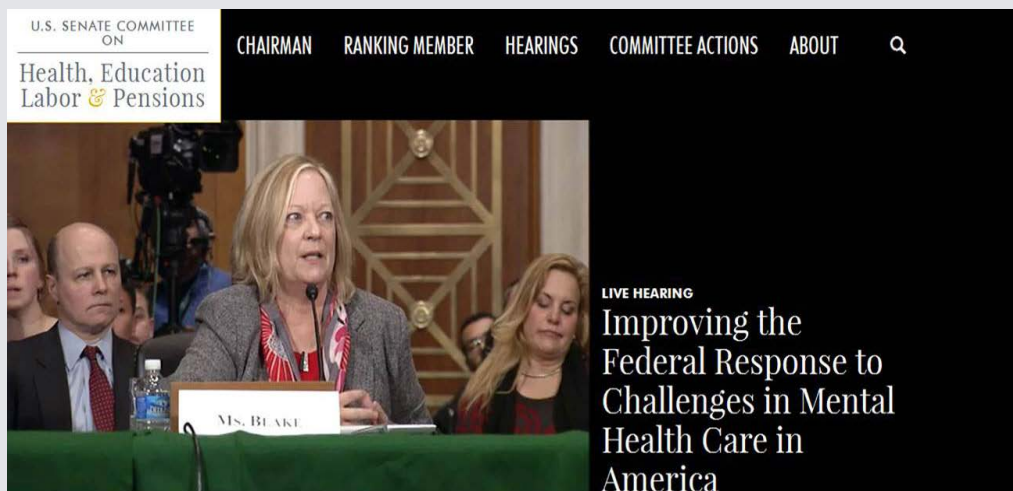 U.S. SENATE COMMITTEE
ON
Health, Education
Labor & Pensions
CHAIRMAN RANKING MEMBER HEARINGS COMMITTEE ACTIONS ABOUT
LIVE HEARING
Improving the
Federal Response to
Challenges in Mental
Health Care in
America
MS. BLAKE